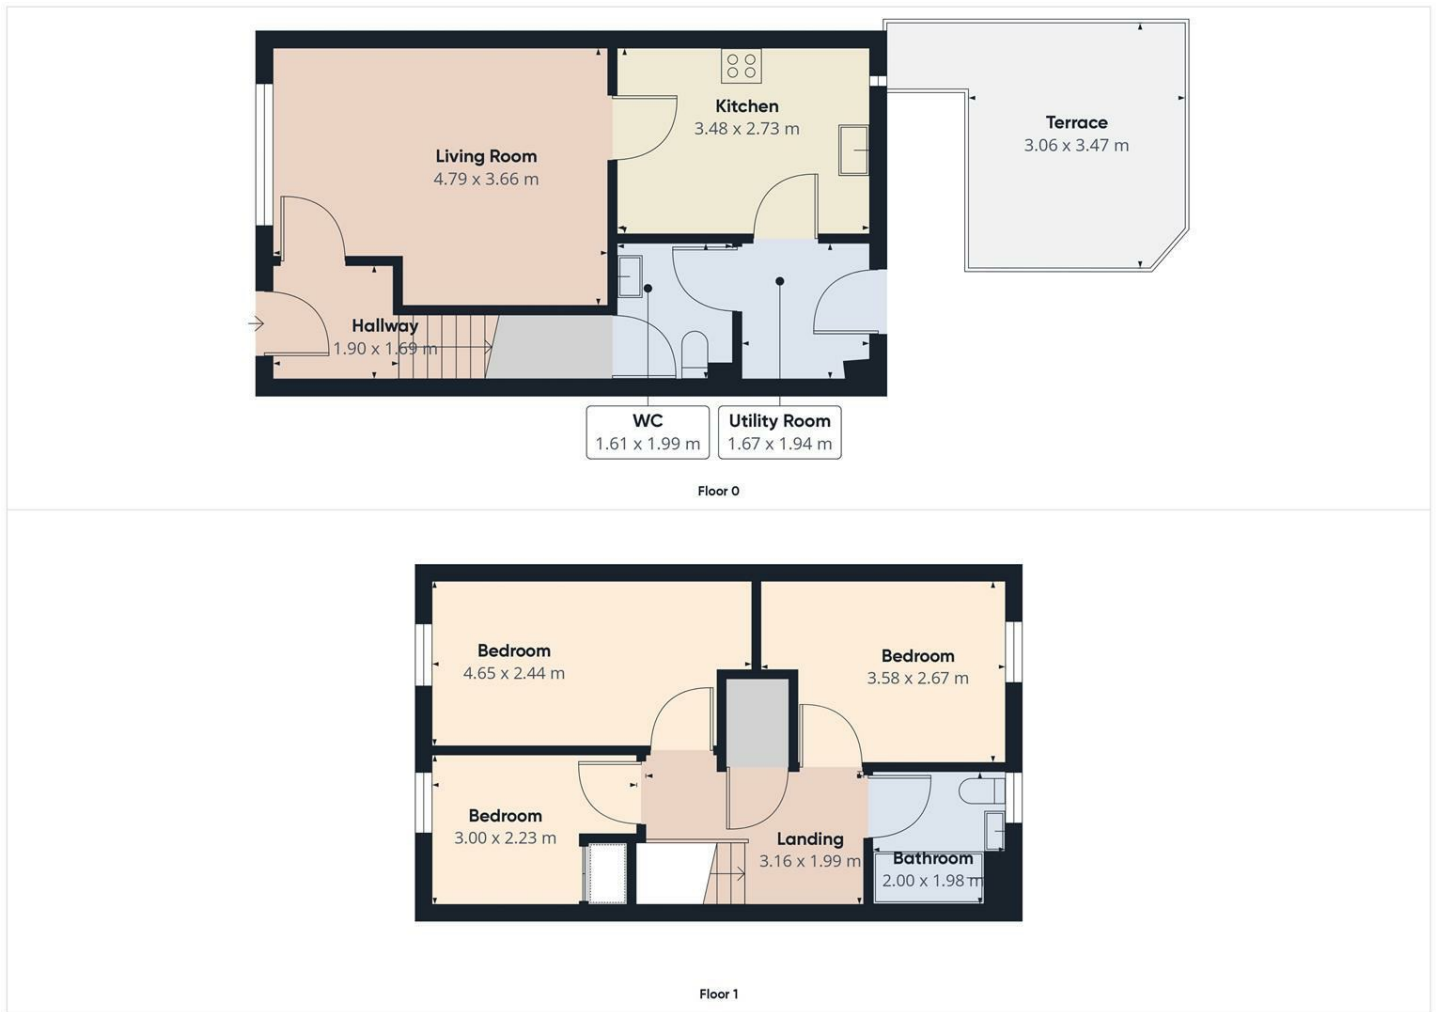 Living Room
4.79 x 3.66 m
Kitchen
3.48 x 2.73 m
Terrace
3.06 x 3.47 m
Hallway
1.90 x 1.69 m
WC
1.61 x 1.99 m
Utility Room
1.67 x 1.94 m
Floor 0
Bedroom
4.65 x 2.44 m
Bedroom
3.58 x 2.67 m
Bedroom
3.00 x 2.23 m
Landing
3.16 x 1.99 m
Bathroom
2.00 x 1.98 m
Floor 1